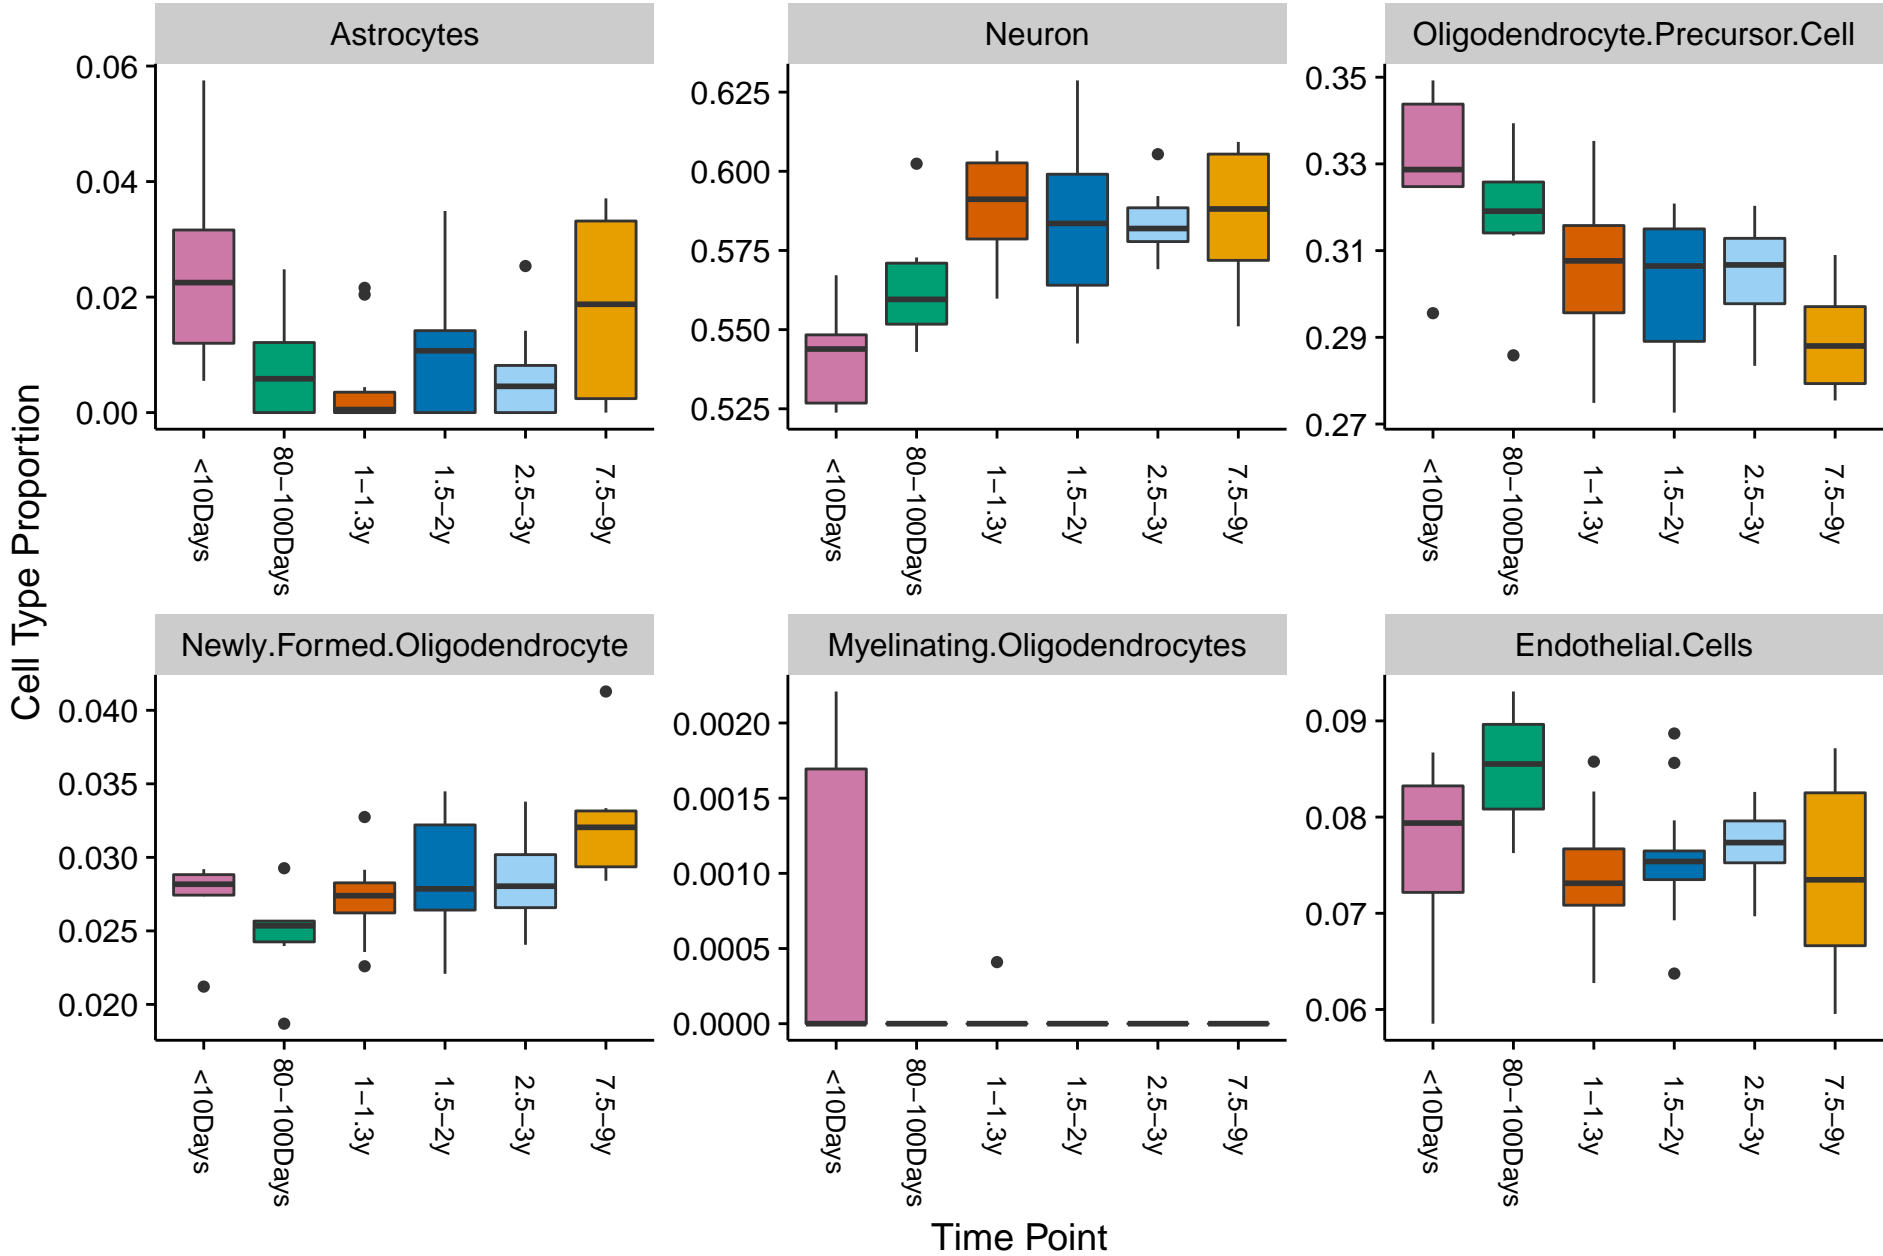 Astrocytes
Neuron
Oligodendrocyte.Precursor.Cell
0.06
0.04
0.02
0.00
0.625
0.600
0.575
0.550
0.525
0.35
0.33
0.31
0.29
0.27
<10Days
80−100Days
1−1.3y
1.5−2y
2.5−3y
7.5−9y
<10Days
80−100Days
1−1.3y
1.5−2y
2.5−3y
7.5−9y
<10Days
80−100Days
1−1.3y
1.5−2y
2.5−3y
7.5−9y
Cell Type Proportion
Newly.Formed.Oligodendrocyte
Myelinating.Oligodendrocytes
Endothelial.Cells
0.040
0.035
0.030
0.025
0.020
0.0020
0.0015
0.0010
0.0005
0.0000
0.09
0.08
0.07
0.06
<10Days
80−100Days
1−1.3y
1.5−2y
2.5−3y
7.5−9y
<10Days
80−100Days
1−1.3y
1.5−2y
2.5−3y
7.5−9y
<10Days
80−100Days
1−1.3y
1.5−2y
2.5−3y
7.5−9y
Time Point